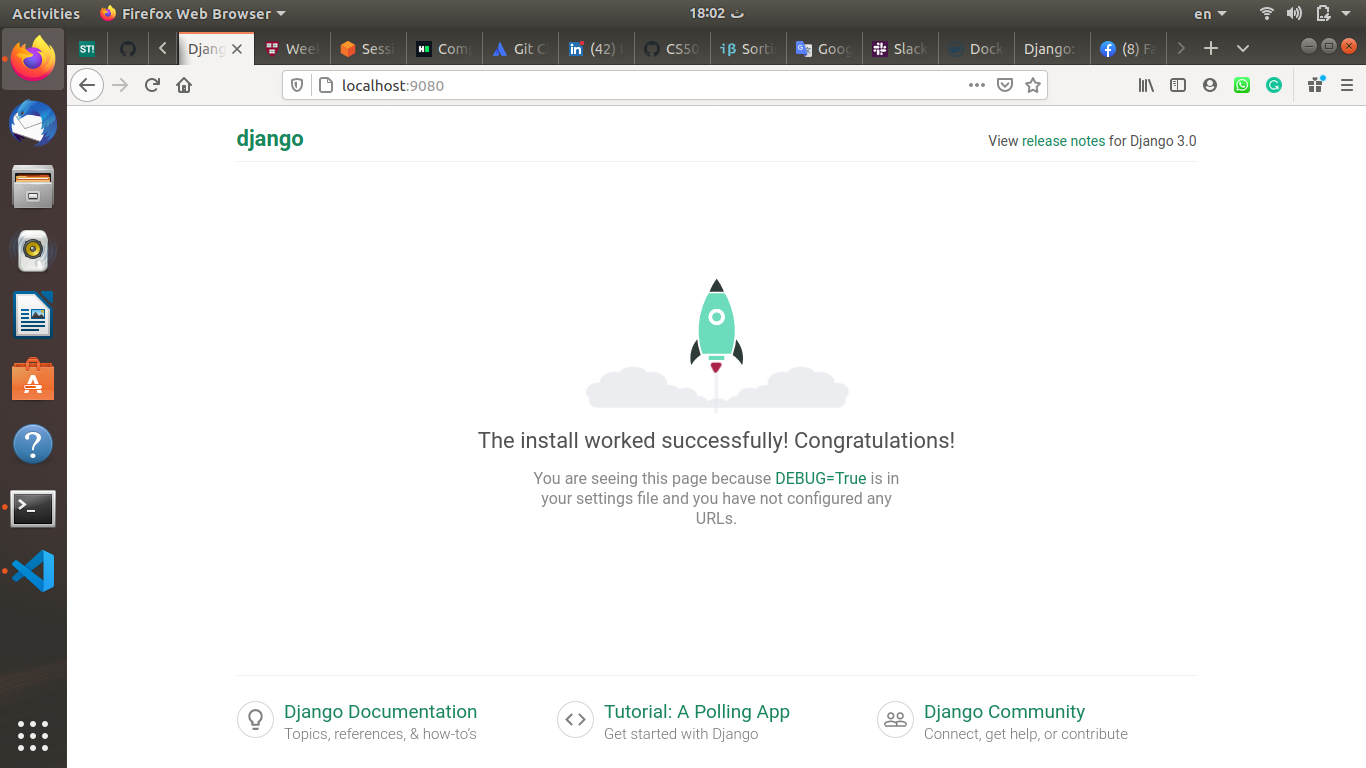 Activities
Firefox Web Browser
18:02 ث
en
ST!
Djang
Weel
Sessi
Comp
Git C
in (42)
CS50
iβ Sorti
Goog
Slack
Dock
Django:
(8) Fa
localhost:9080
django
View release notes for Django 3.0
The install worked successfully! Congratulations!
You are seeing this page because DEBUG=True is in
your settings file and you have not configured any
URLs.
Django Documentation
Topics, references, & how-to's
Tutorial: A Polling App
Get started with Django
Django Community
Connect, get help, or contribute